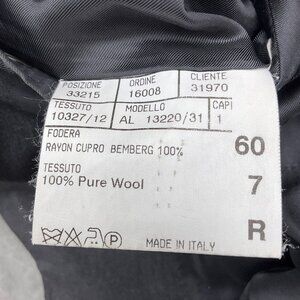 POSIZIONE ORDINE CLIENTE
33215 16008 31970
TESSUTO MODELLO CAPI
10327/12 AL 13220/31 1
FODERA
RAYON CUPRO BEMBERG 100% 60
TESSUTO
100% Pure Wool 7
R
P MADE IN ITALY